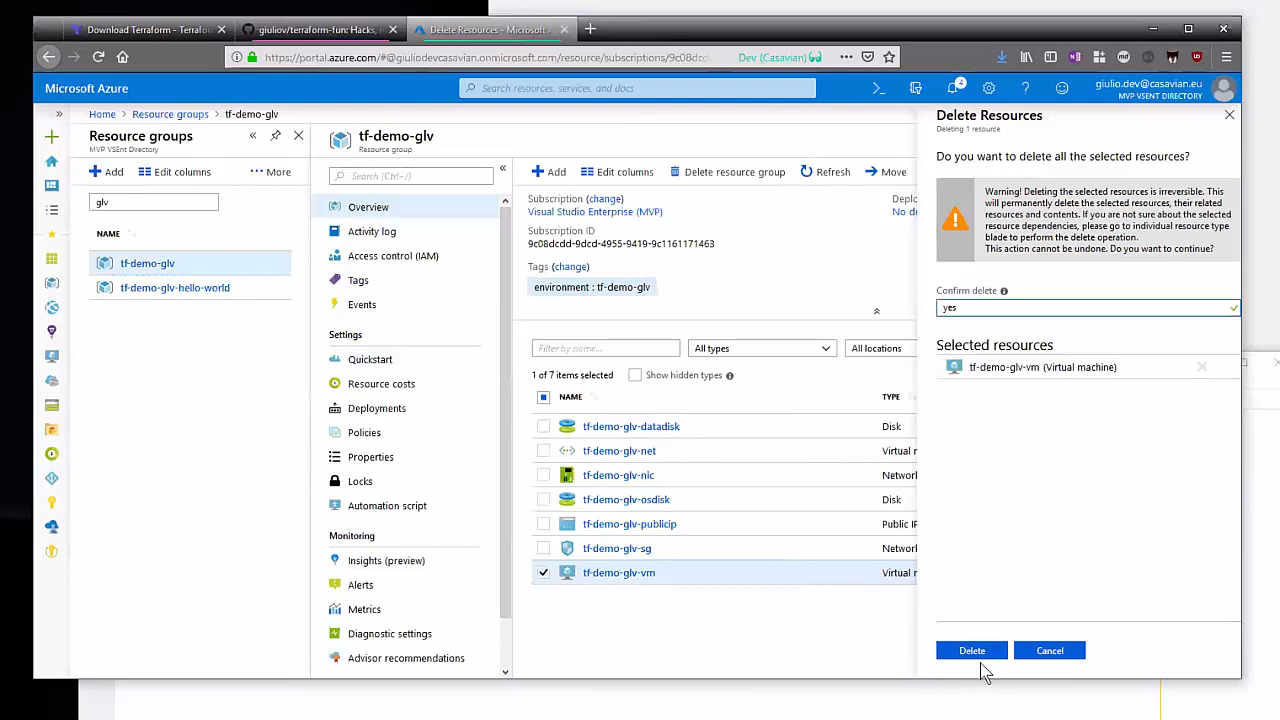 Download Terraform - Terrafo
giuliov/terraform-fun: Hacks,
Delete Resources - Microsoft
https://portal.azure.com/#@giuliodevcasavian.onmicrosoft.com/resource/subscriptions/9c08d
Dev (Casavian)
Microsoft Azure
Search resources, services, and docs
4
giulio.dev@casavian.eu
MVP VSENT DIRECTORY
Home
Resource groups
tf-demo-glv
Resource groups
MVP VSEnt Directory
Add
Edit columns
More
glv
NAME
tf-demo-glv
tf-demo-glv-hello-world
tf-demo-glv
Resource group
Search (Ctrl+/)
Overview
Activity log
Access control (IAM)
Tags
Events
Settings
Quickstart
Resource costs
Deployments
Policies
Properties
Locks
Automation script
Monitoring
Insights (preview)
Alerts
Metrics
Diagnostic settings
Advisor recommendations
Add
Edit columns
Delete resource group
Refresh
Move
Subscription (change)
Visual Studio Enterprise (MVP)
Deplo
No de
Subscription ID
9c08dcdd-9dcd-4955-9419-9c1161171463
Tags (change)
environment : tf-demo-glv
Filter by name...
All types
All locations
1 of 7 items selected
Show hidden types
NAME
TYPE
tf-demo-glv-datadisk
Disk
tf-demo-glv-net
Virtual n
tf-demo-glv-nic
Network
tf-demo-glv-osdisk
Disk
tf-demo-glv-publicip
Public IP
tf-demo-glv-sg
Network
tf-demo-glv-vm
Virtual n
Delete Resources
Deleting 1 resource
Do you want to delete all the selected resources?
Warning! Deleting the selected resources is irreversible. This
will permanently delete the selected resources, their related
resources and contents. If you are not sure about the selected
resource dependencies, please go to individual resource type
blade to perform the delete operation.
This action cannot be undone. Do you want to continue?
Confirm delete
yes
Selected resources
tf-demo-glv-vm (Virtual machine)
Delete
Cancel